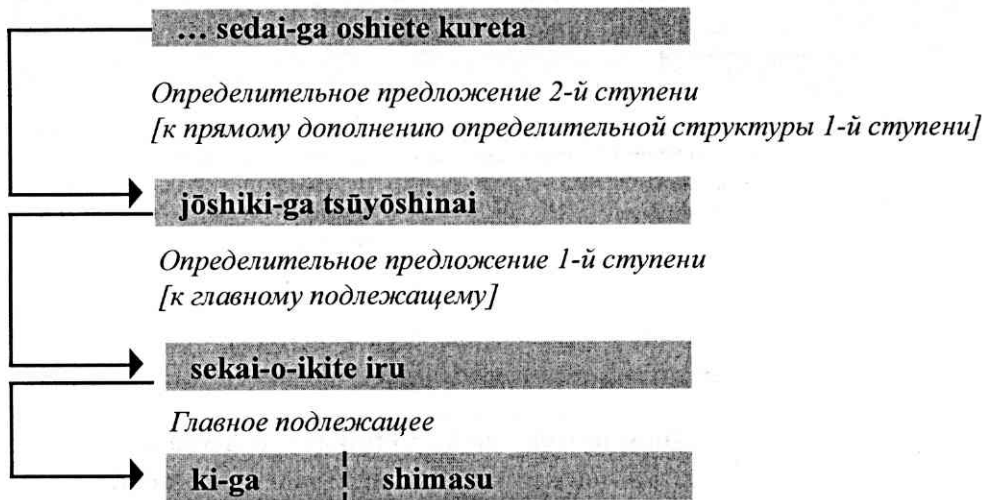 ... sedai-ga oshiete kureta
Определительное предложение 2-й ступени
[к прямому дополнению определительной структуры 1-й ступени]
jōshiki-ga tsūyōshinai
Определительное предложение 1-й ступени
[к главному подлежащему]
sekai-o-ikite iru
Главное подлежащее
ki-ga shimasu